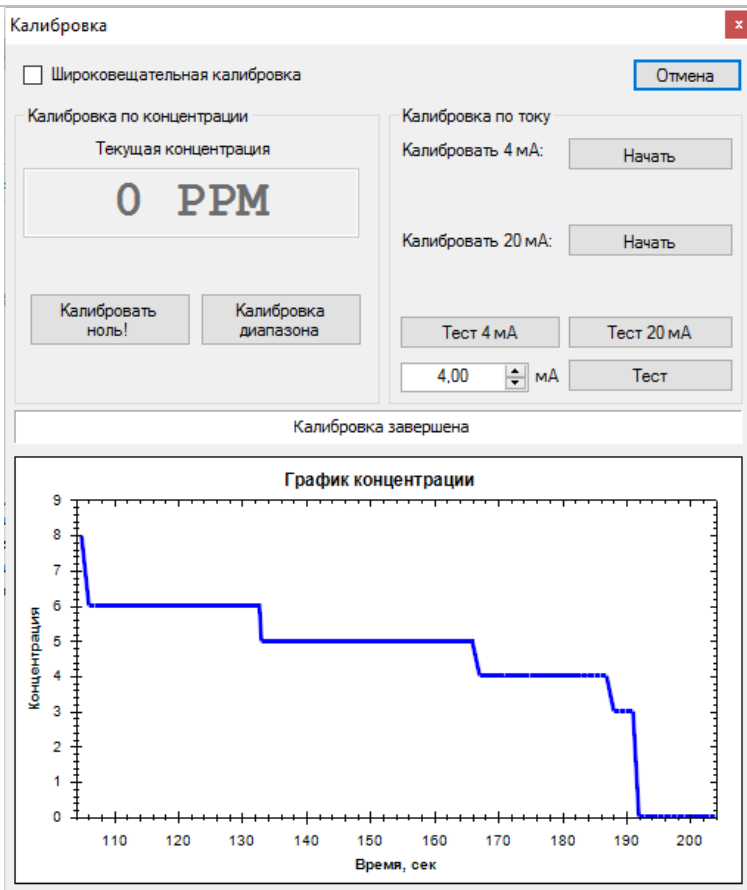 Калибровка
x
Широковещательная калибровка
Отмена
Калибровка по концентрации
Текущая концентрация
0 PPM
Калибровать
ноль!
Калибровка
диапазона
Калибровка по току
Калибровать 4 мА:
Начать
Калибровать 20 мА:
Начать
Тест 4 мА
Тест 20 мА
4,00
мА
Тест
Калибровка завершена
График концентрации
Концентрация
9
8
7
6
5
4
3
2
1
0
110 120 130 140 150 160 170 180 190 200
Время, сек